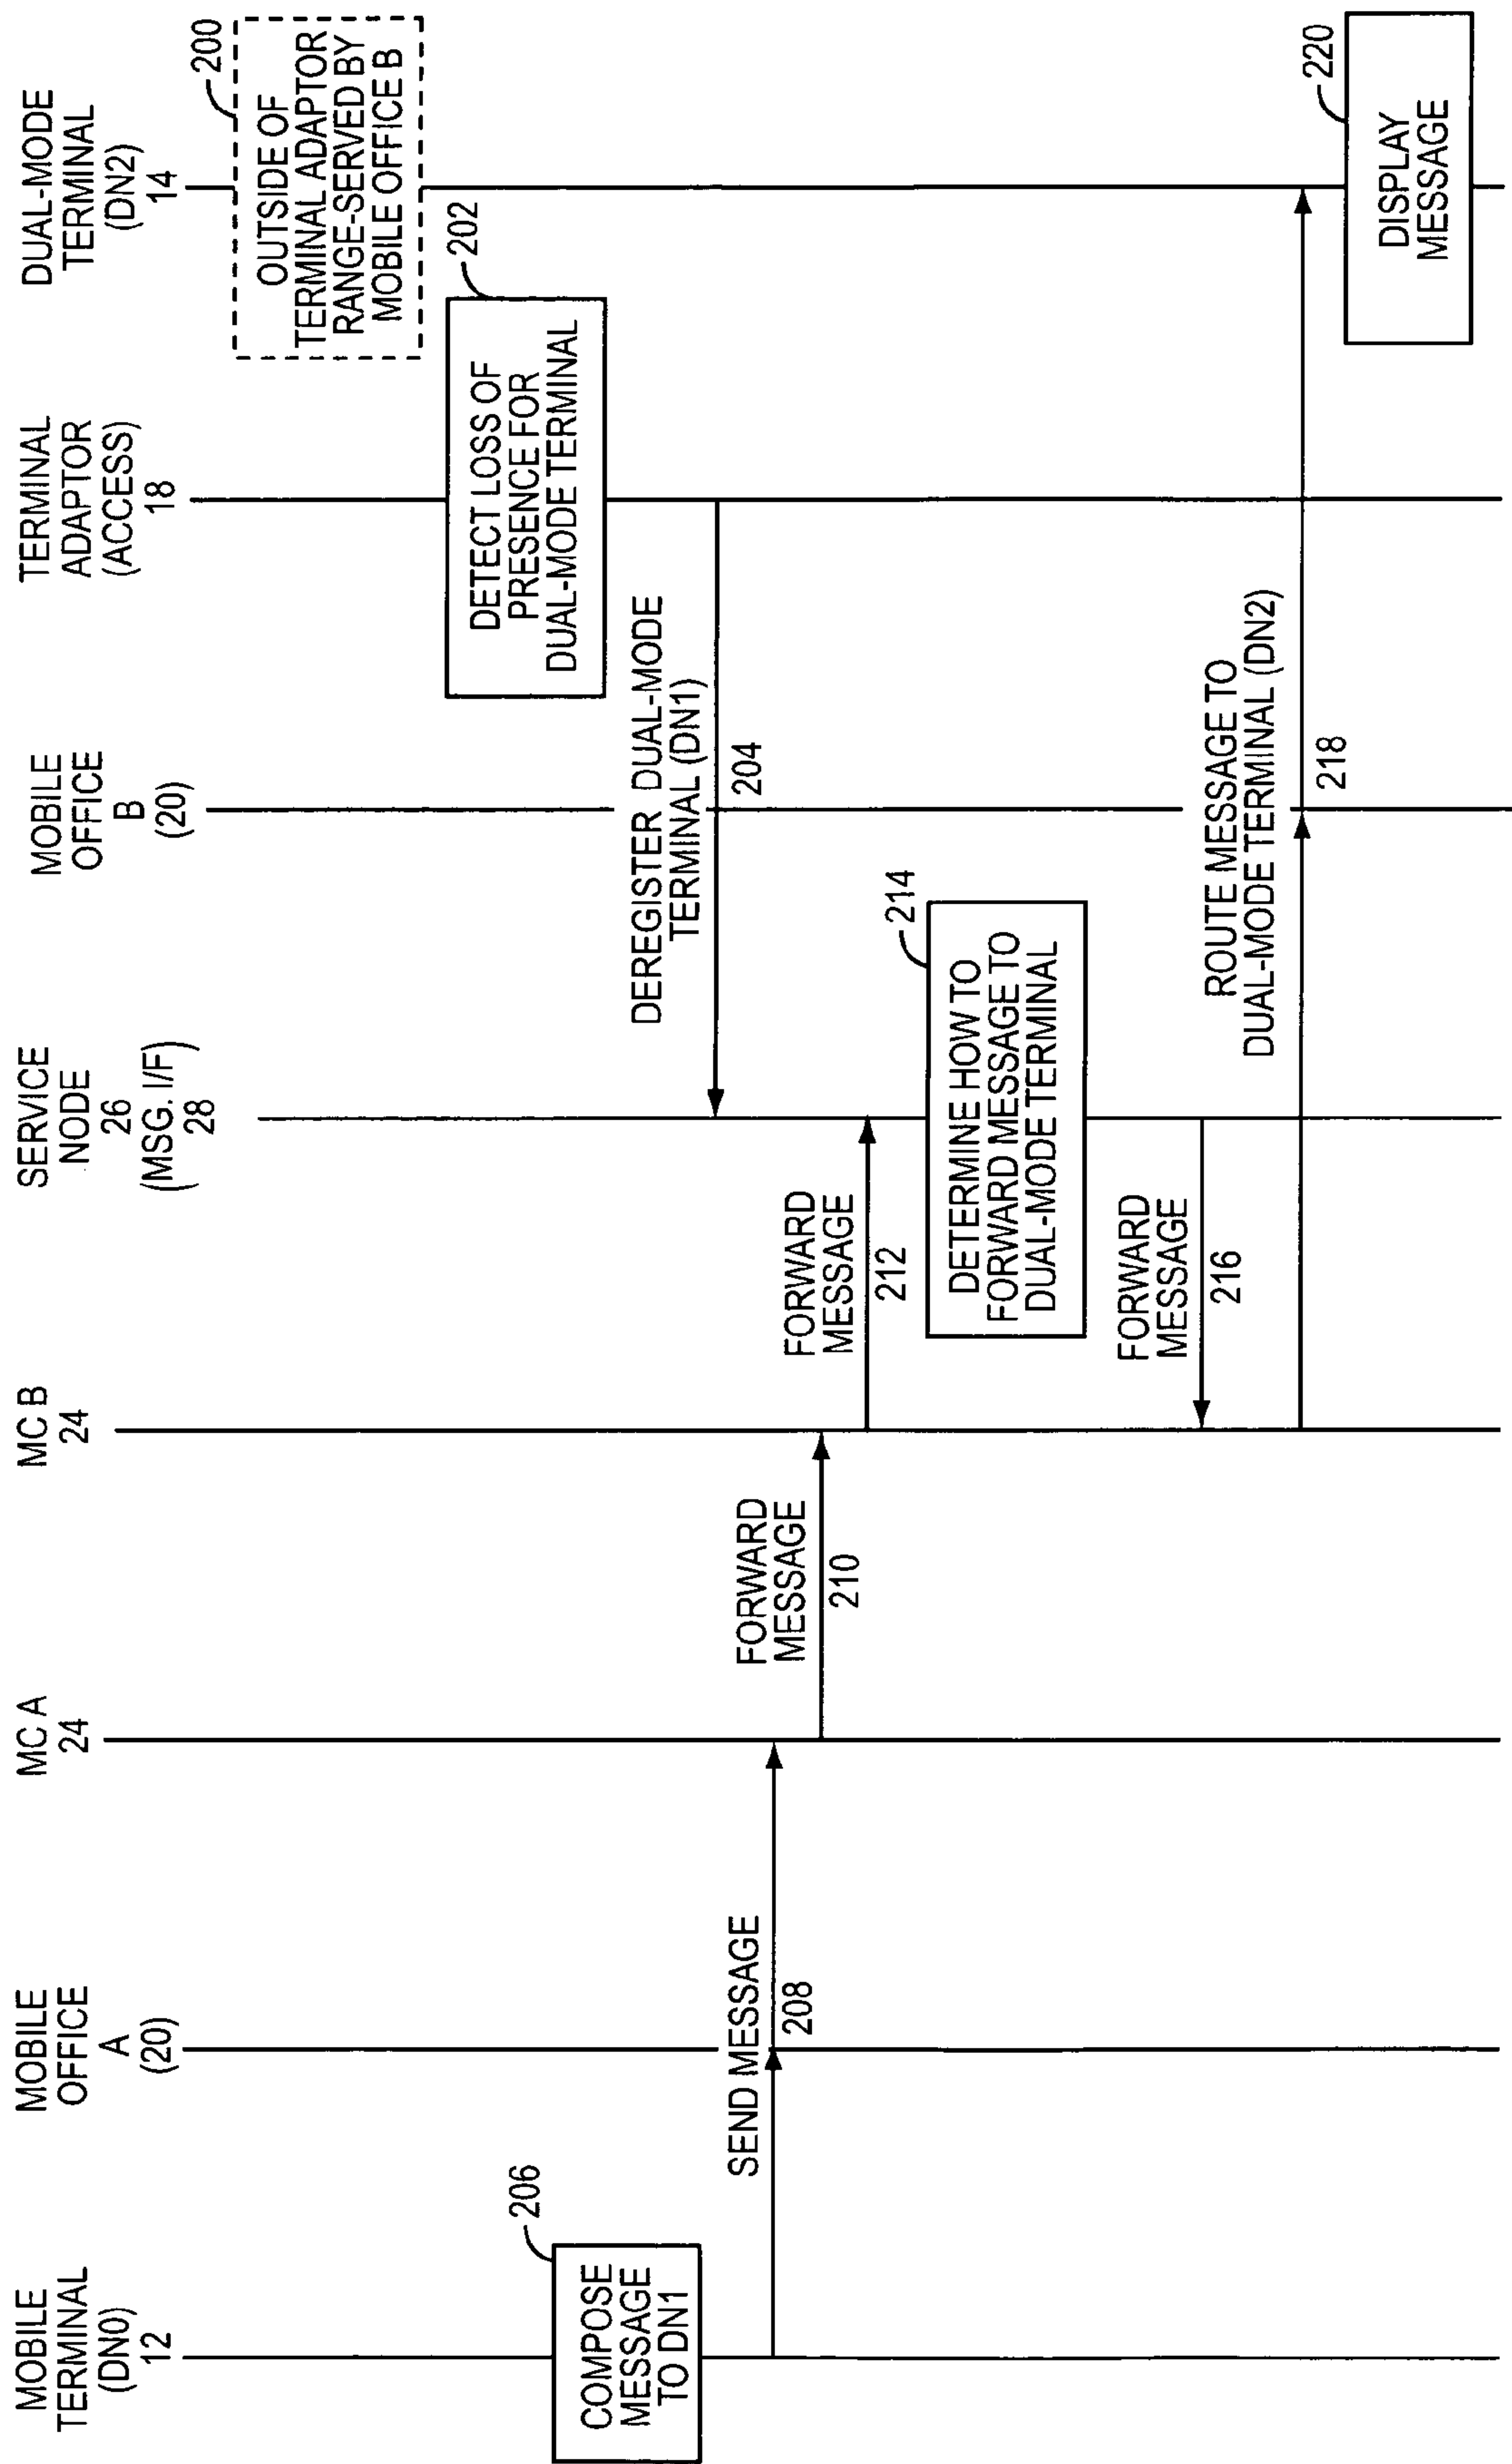 MOBILE
TERMINAL
(DN0)
12
MOBILE
OFFICE
A
(20)
MC A
24
MC B
24
SERVICE
NODE
26
(MSG. I/F)
28
MOBILE
OFFICE
B
(20)
TERMINAL
ADAPTOR
(ACCESS)
18
DUAL-MODE
TERMINAL
(DN2)
14
200
OUTSIDE OF
TERMINAL ADAPTOR
RANGE-SERVED BY
MOBILE OFFICE B
202
DETECT LOSS OF
PRESENCE FOR
DUAL-MODE TERMINAL
DEREGISTER DUAL-MODE
TERMINAL (DN1)
204
206
COMPOSE
MESSAGE
TO DN1
SEND MESSAGE
208
FORWARD
MESSAGE
210
FORWARD
MESSAGE
212
214
DETERMINE HOW TO
FORWARD MESSAGE TO
DUAL-MODE TERMINAL
FORWARD
MESSAGE
216
ROUTE MESSAGE TO
DUAL-MODE TERMINAL (DN2)
218
220
DISPLAY
MESSAGE